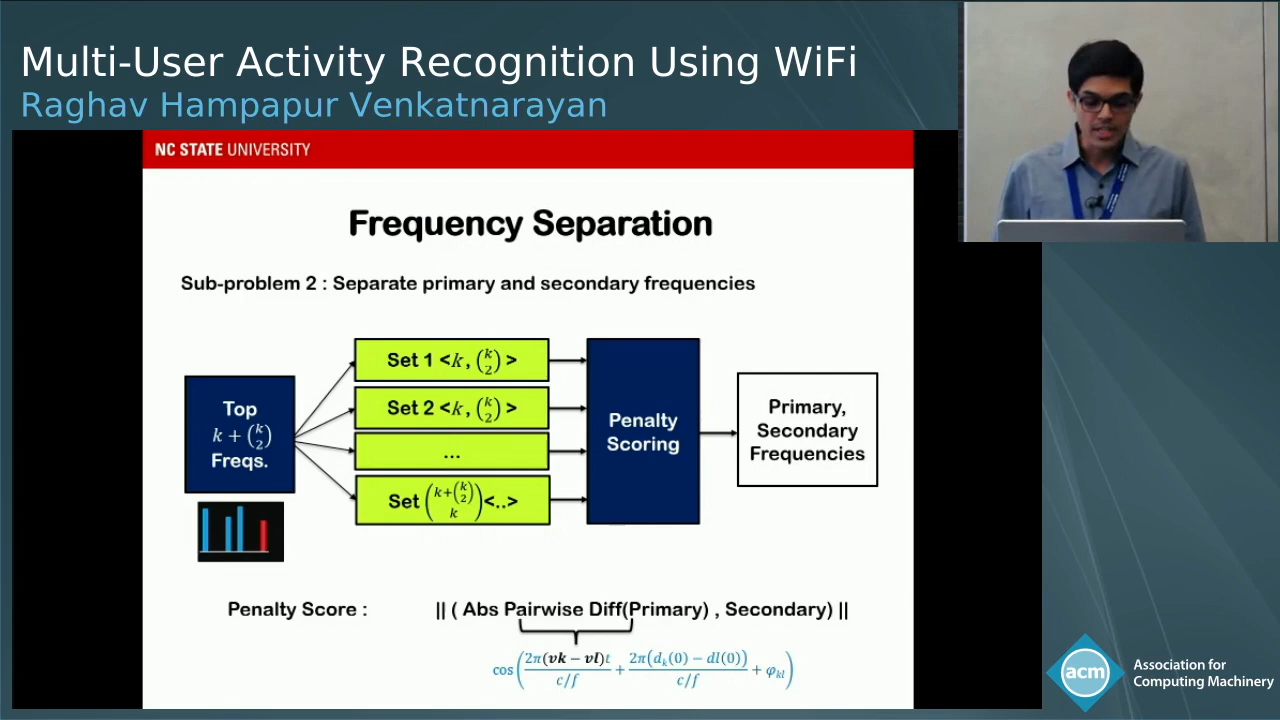 Multi-User Activity Recognition Using WiFi
Raghav Hampapur Venkatnarayan
NC STATE UNIVERSITY
Frequency Separation
Sub-problem 2 : Separate primary and secondary frequencies
Top
k + (k 2)
Freqs.
Set 1 <k , (k 2) >
Set 2 <k , (k 2) >
...
Set (k+(k 2) k)<..>
Penalty
Scoring
Primary,
Secondary
Frequencies
Penalty Score : || ( Abs Pairwise Diff(Primary) , Secondary) ||
cos(2π(vk − vl)t / c/f + 2π(d_k(0) − dl(0)) / c/f + φ_kl)
acm
Association for
Computing Machinery